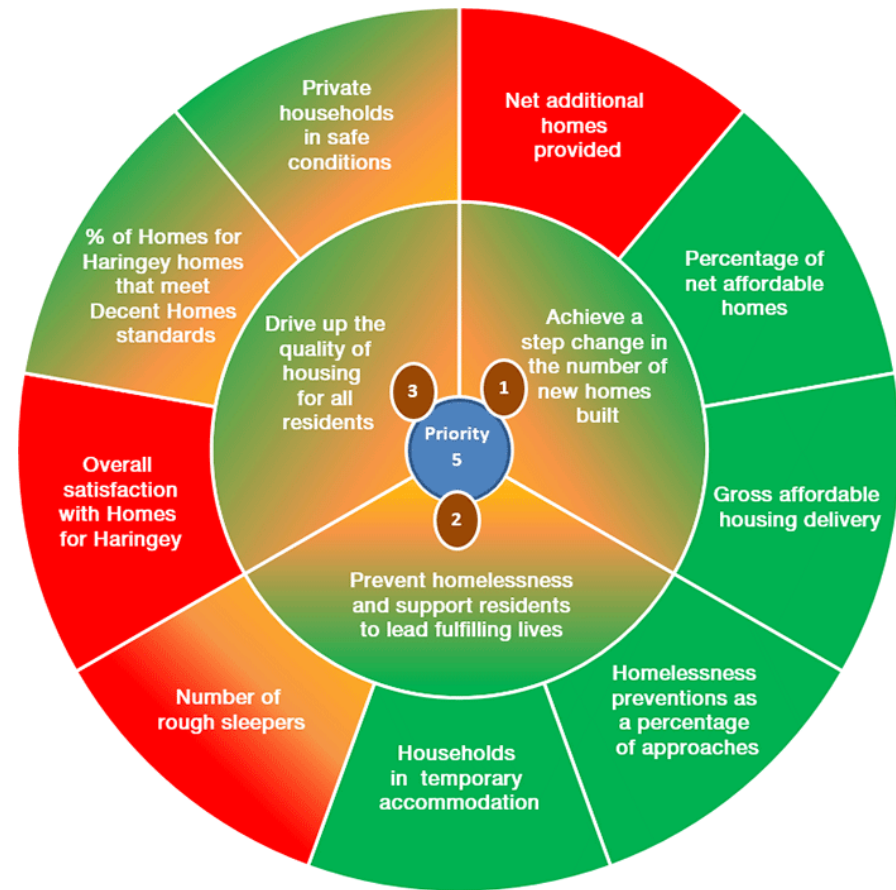 Private
households
in safe
conditions
Net additional
homes
provided
% of Homes for
Haringey homes
that meet
Decent Homes
standards
Percentage of
net affordable
homes
Drive up the
quality of
housing
for all
residents
Achieve a
step change in
the number of
new homes
built
3
1
Priority
5
2
Overall
satisfaction
with Homes
for Haringey
Gross affordable
housing delivery
Prevent homelessness
and support residents
to lead fulfilling lives
Number of
rough sleepers
Households
in temporary
accommodation
Homelessness
preventions as
a percentage
of approaches